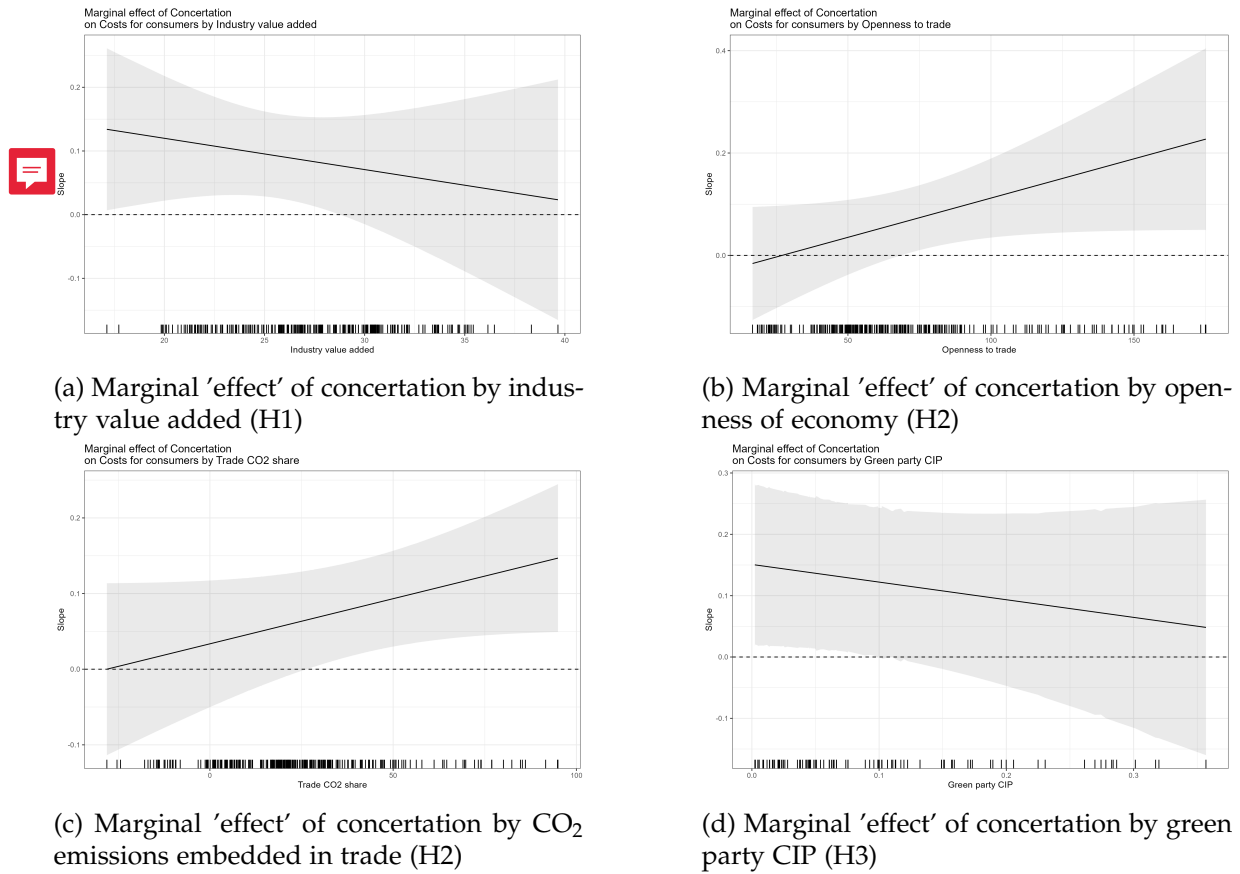 Marginal effect of Concertation
on Costs for consumers by Industry value added
0.2
0.1
0.0
-0.1
Slope
20 25 30 35 40
Industry value added
(a) Marginal ’effect’ of concertation by indus-
try value added (H1)
Marginal effect of Concertation
on Costs for consumers by Openness to trade
0.4
0.2
0.0
Slope
50 100 150
Openness to trade
(b) Marginal ’effect’ of concertation by open-
ness of economy (H2)
Marginal effect of Concertation
on Costs for consumers by Trade CO2 share
0.2
0.1
0.0
-0.1
Slope
0 50 100
Trade CO2 share
(c) Marginal ’effect’ of concertation by CO₂
emissions embedded in trade (H2)
Marginal effect of Concertation
on Costs for consumers by Green party CIP
0.3
0.2
0.1
0.0
-0.1
Slope
0.0 0.1 0.2 0.3
Green party CIP
(d) Marginal ’effect’ of concertation by green
party CIP (H3)